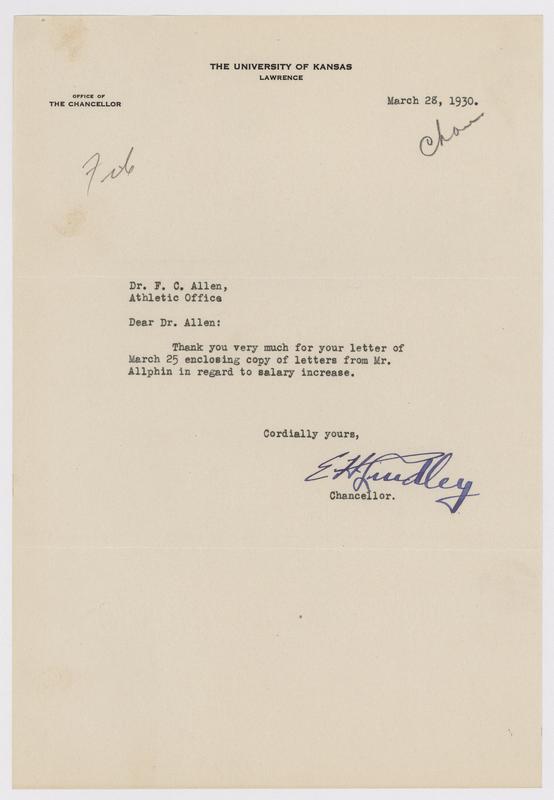 THE UNIVERSITY OF KANSAS
LAWRENCE
OFFICE OF
THE CHANCELLOR
March 28, 1930.
Chan
Dr. F. C. Allen,
Athletic Office
Dear Dr. Allen:
Thank you very much for your letter of
March 25 enclosing copy of letters from Mr.
Allphin in regard to salary increase.
Cordially yours,
E H Lindley
Chancellor.